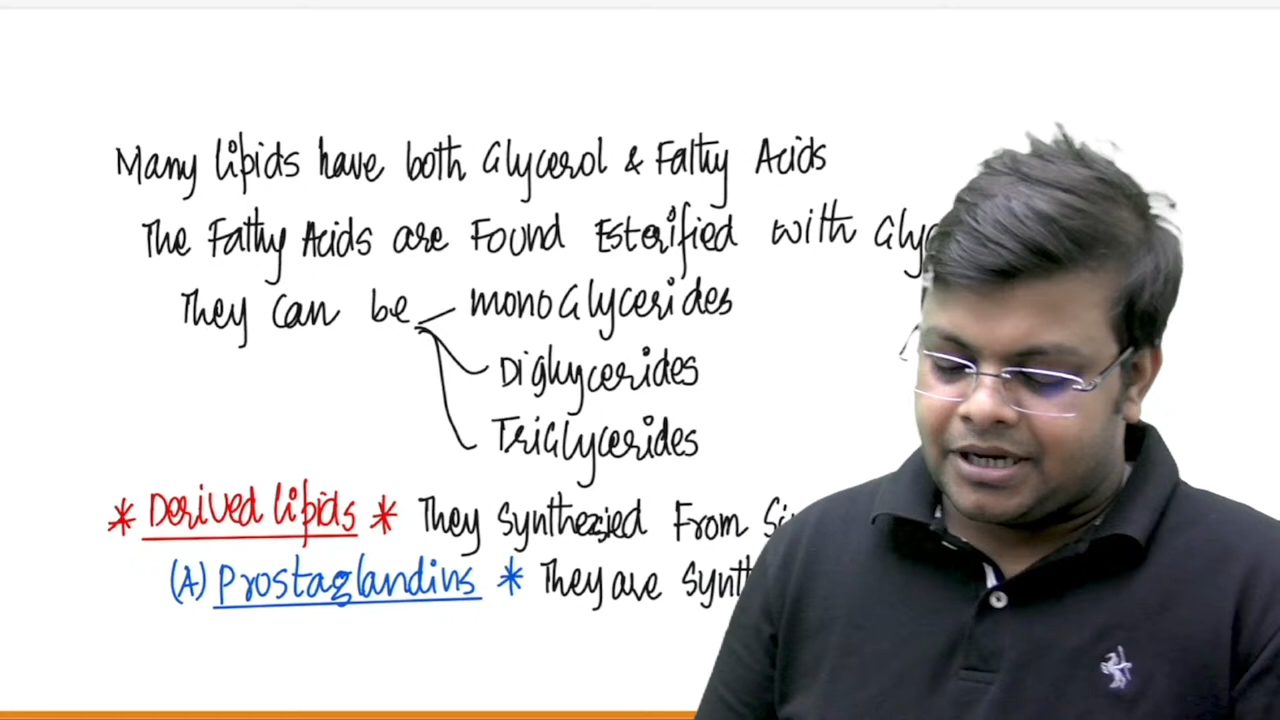 Many lipids have both Glycerol & Fatty Acids
The Fatty Acids are Found Esterified with
They can be monoGlycerides
Diglycerides
TriGlycerides
* Derived lipids * They synthesied From
(A) Prostaglandins * They are